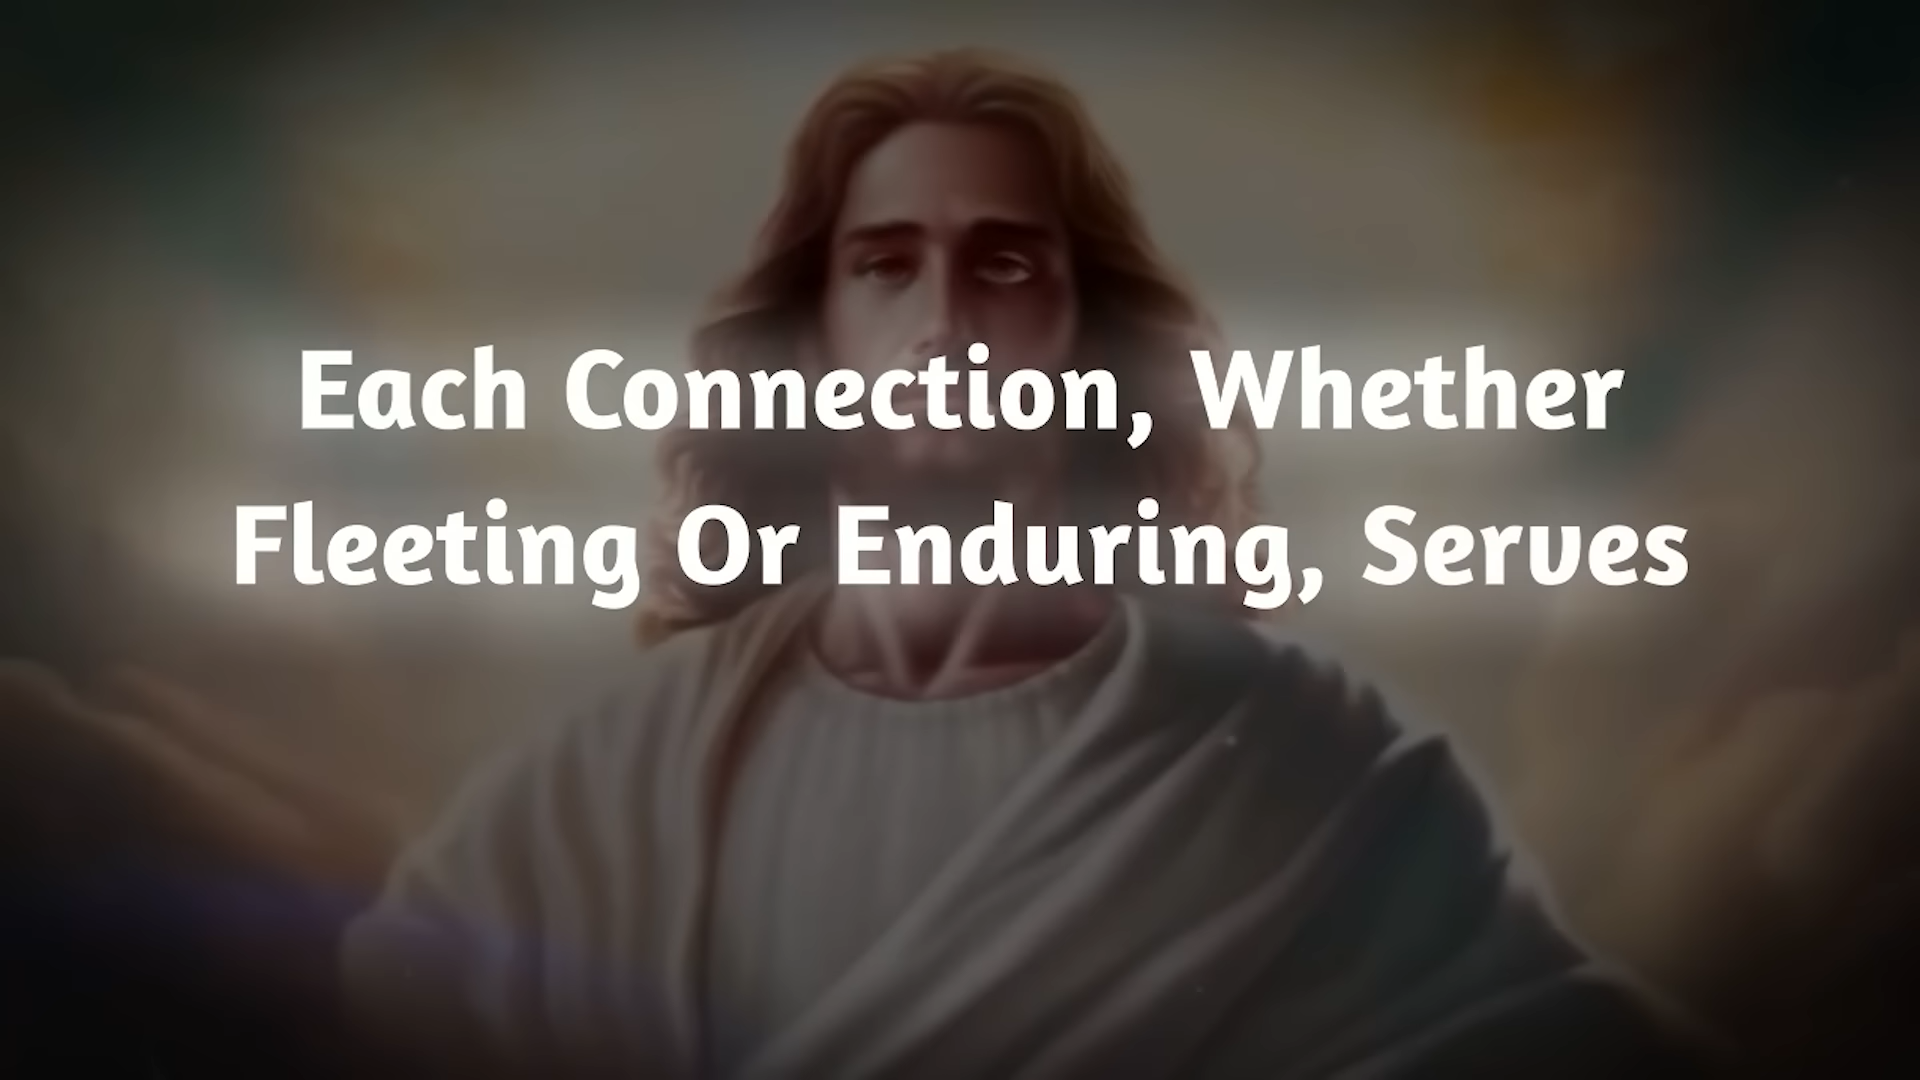 Each Connection, Whether
Fleeting Or Enduring, Serves